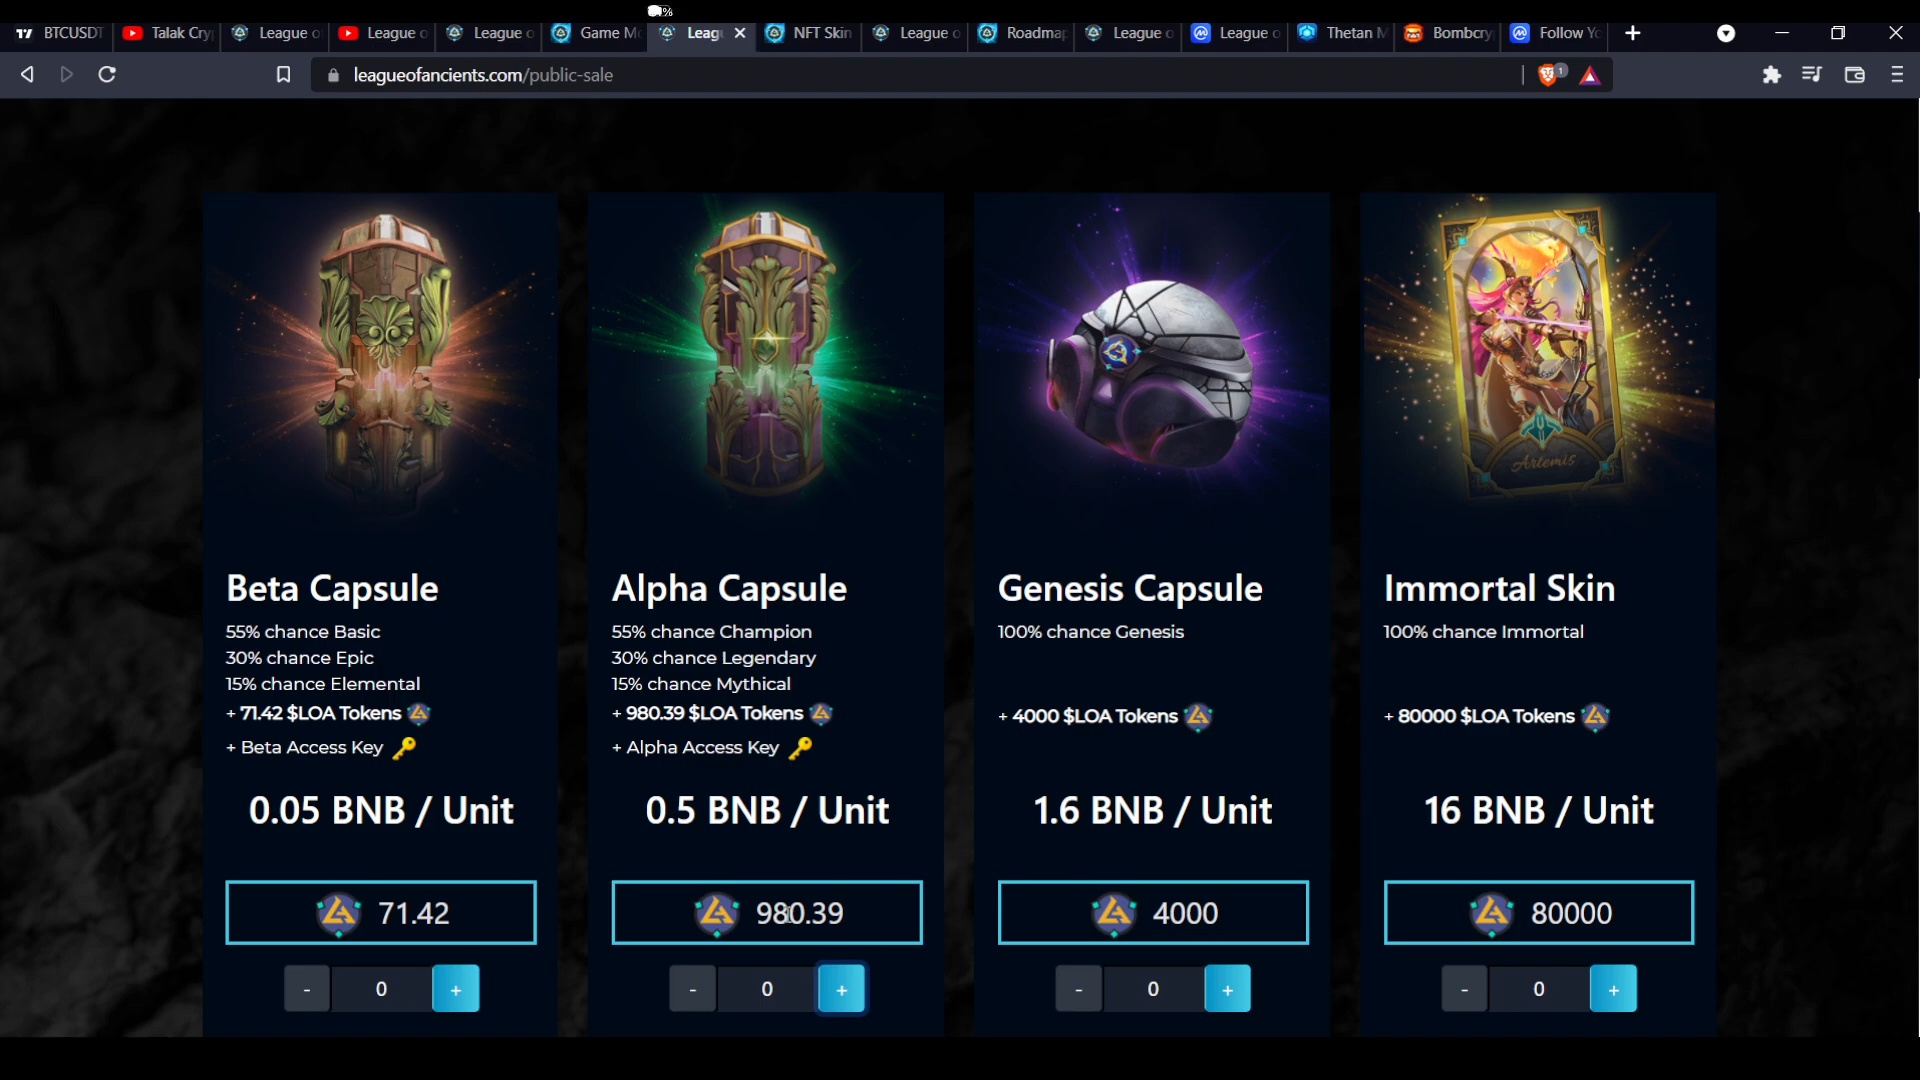 %
BTCUSDT
Talak Cry
League o
League o
League o
Game Mo
Leagu
NFT Skin
League o
Roadmap
League o
League o
Thetan M
Bombcry
Follow Yo
leagueofancients.com/public-sale
1
Artemis
Beta Capsule
55% chance Basic
30% chance Epic
15% chance Elemental
+ 71.42 $LOA Tokens
+ Beta Access Key
0.05 BNB / Unit
71.42
- 0 +
Alpha Capsule
55% chance Champion
30% chance Legendary
15% chance Mythical
+ 980.39 $LOA Tokens
+ Alpha Access Key
0.5 BNB / Unit
980.39
- 0 +
Genesis Capsule
100% chance Genesis
+ 4000 $LOA Tokens
1.6 BNB / Unit
4000
- 0 +
Immortal Skin
100% chance Immortal
+ 80000 $LOA Tokens
16 BNB / Unit
80000
- 0 +